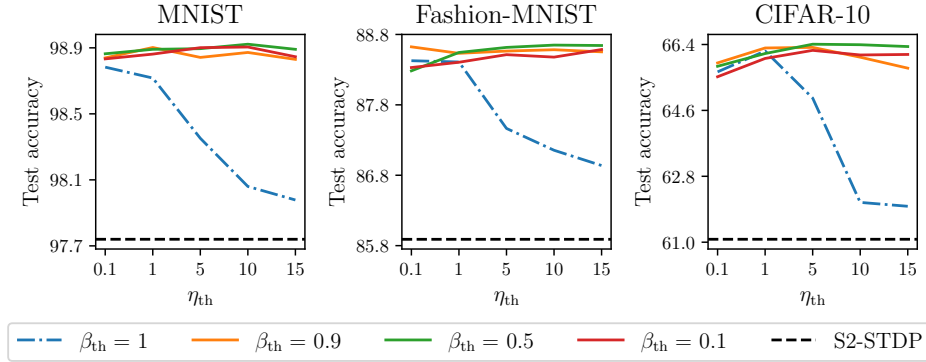 MNIST
Test accuracy
98.9
98.5
98.1
97.7
0.1 1 5 10 15
η_th
Fashion-MNIST
Test accuracy
88.8
87.8
86.8
85.8
0.1 1 5 10 15
η_th
CIFAR-10
Test accuracy
66.4
64.6
62.8
61.0
0.1 1 5 10 15
η_th
β_th = 1 β_th = 0.9 β_th = 0.5 β_th = 0.1 S2-STDP